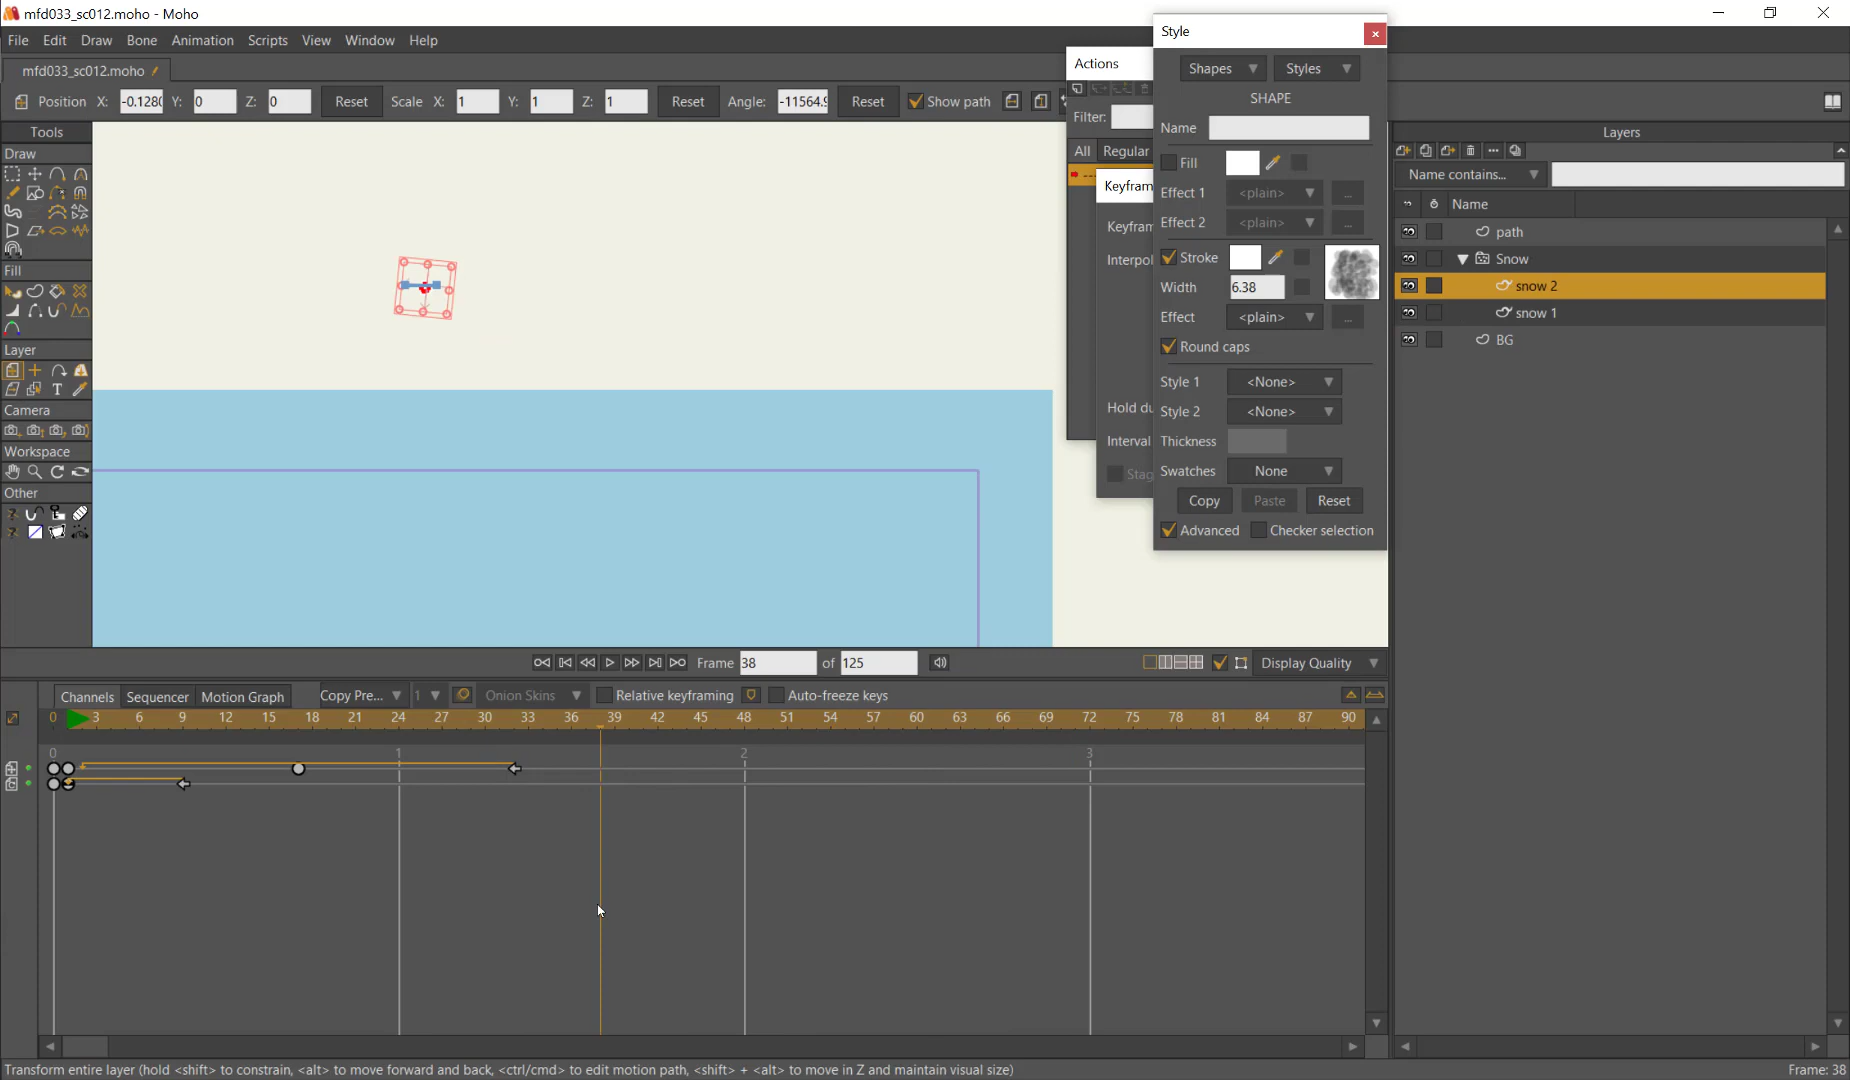 mfd033_sc012.moho - Moho
File Edit Draw Bone Animation Scripts View Window Help
mfd033_sc012.moho
Position X: Y: 0 Z: 0 Reset Scale X: 1 Y: 1 Z: 1 Reset Angle: Reset Show path
Tools
Draw
Fill
Layer
Camera
Workspace
Other
Actions
Filter:
All Regular
Keyfram
Keyfram
Interpol
Hold du
Interval
Stag
Style
Shapes Styles
SHAPE
Name
Fill
Effect 1 <plain> ...
Effect 2 <plain> ...
Stroke
Width 6.38
Effect <plain> ...
Round caps
Style 1 <None>
Style 2 <None>
Thickness
Swatches None
Copy Paste Reset
Advanced Checker selection
Layers
Name contains...
Name
path
Snow
snow 2
snow 1
BG
Frame 38 of 125 Display Quality
Channels Sequencer Motion Graph Copy Pre... 1 Onion Skins Relative keyframing Auto-freeze keys
0 3 6 9 12 15 18 21 24 27 30 33 36 39 42 45 48 51 54 57 60 63 66 69 72 75 78 81 84 87 90
0 1 2 3
Transform entire layer (hold <shift> to constrain, <alt> to move forward and back, <ctrl/cmd> to edit motion path, <shift> + <alt> to move in Z and maintain visual size)
Frame: 38